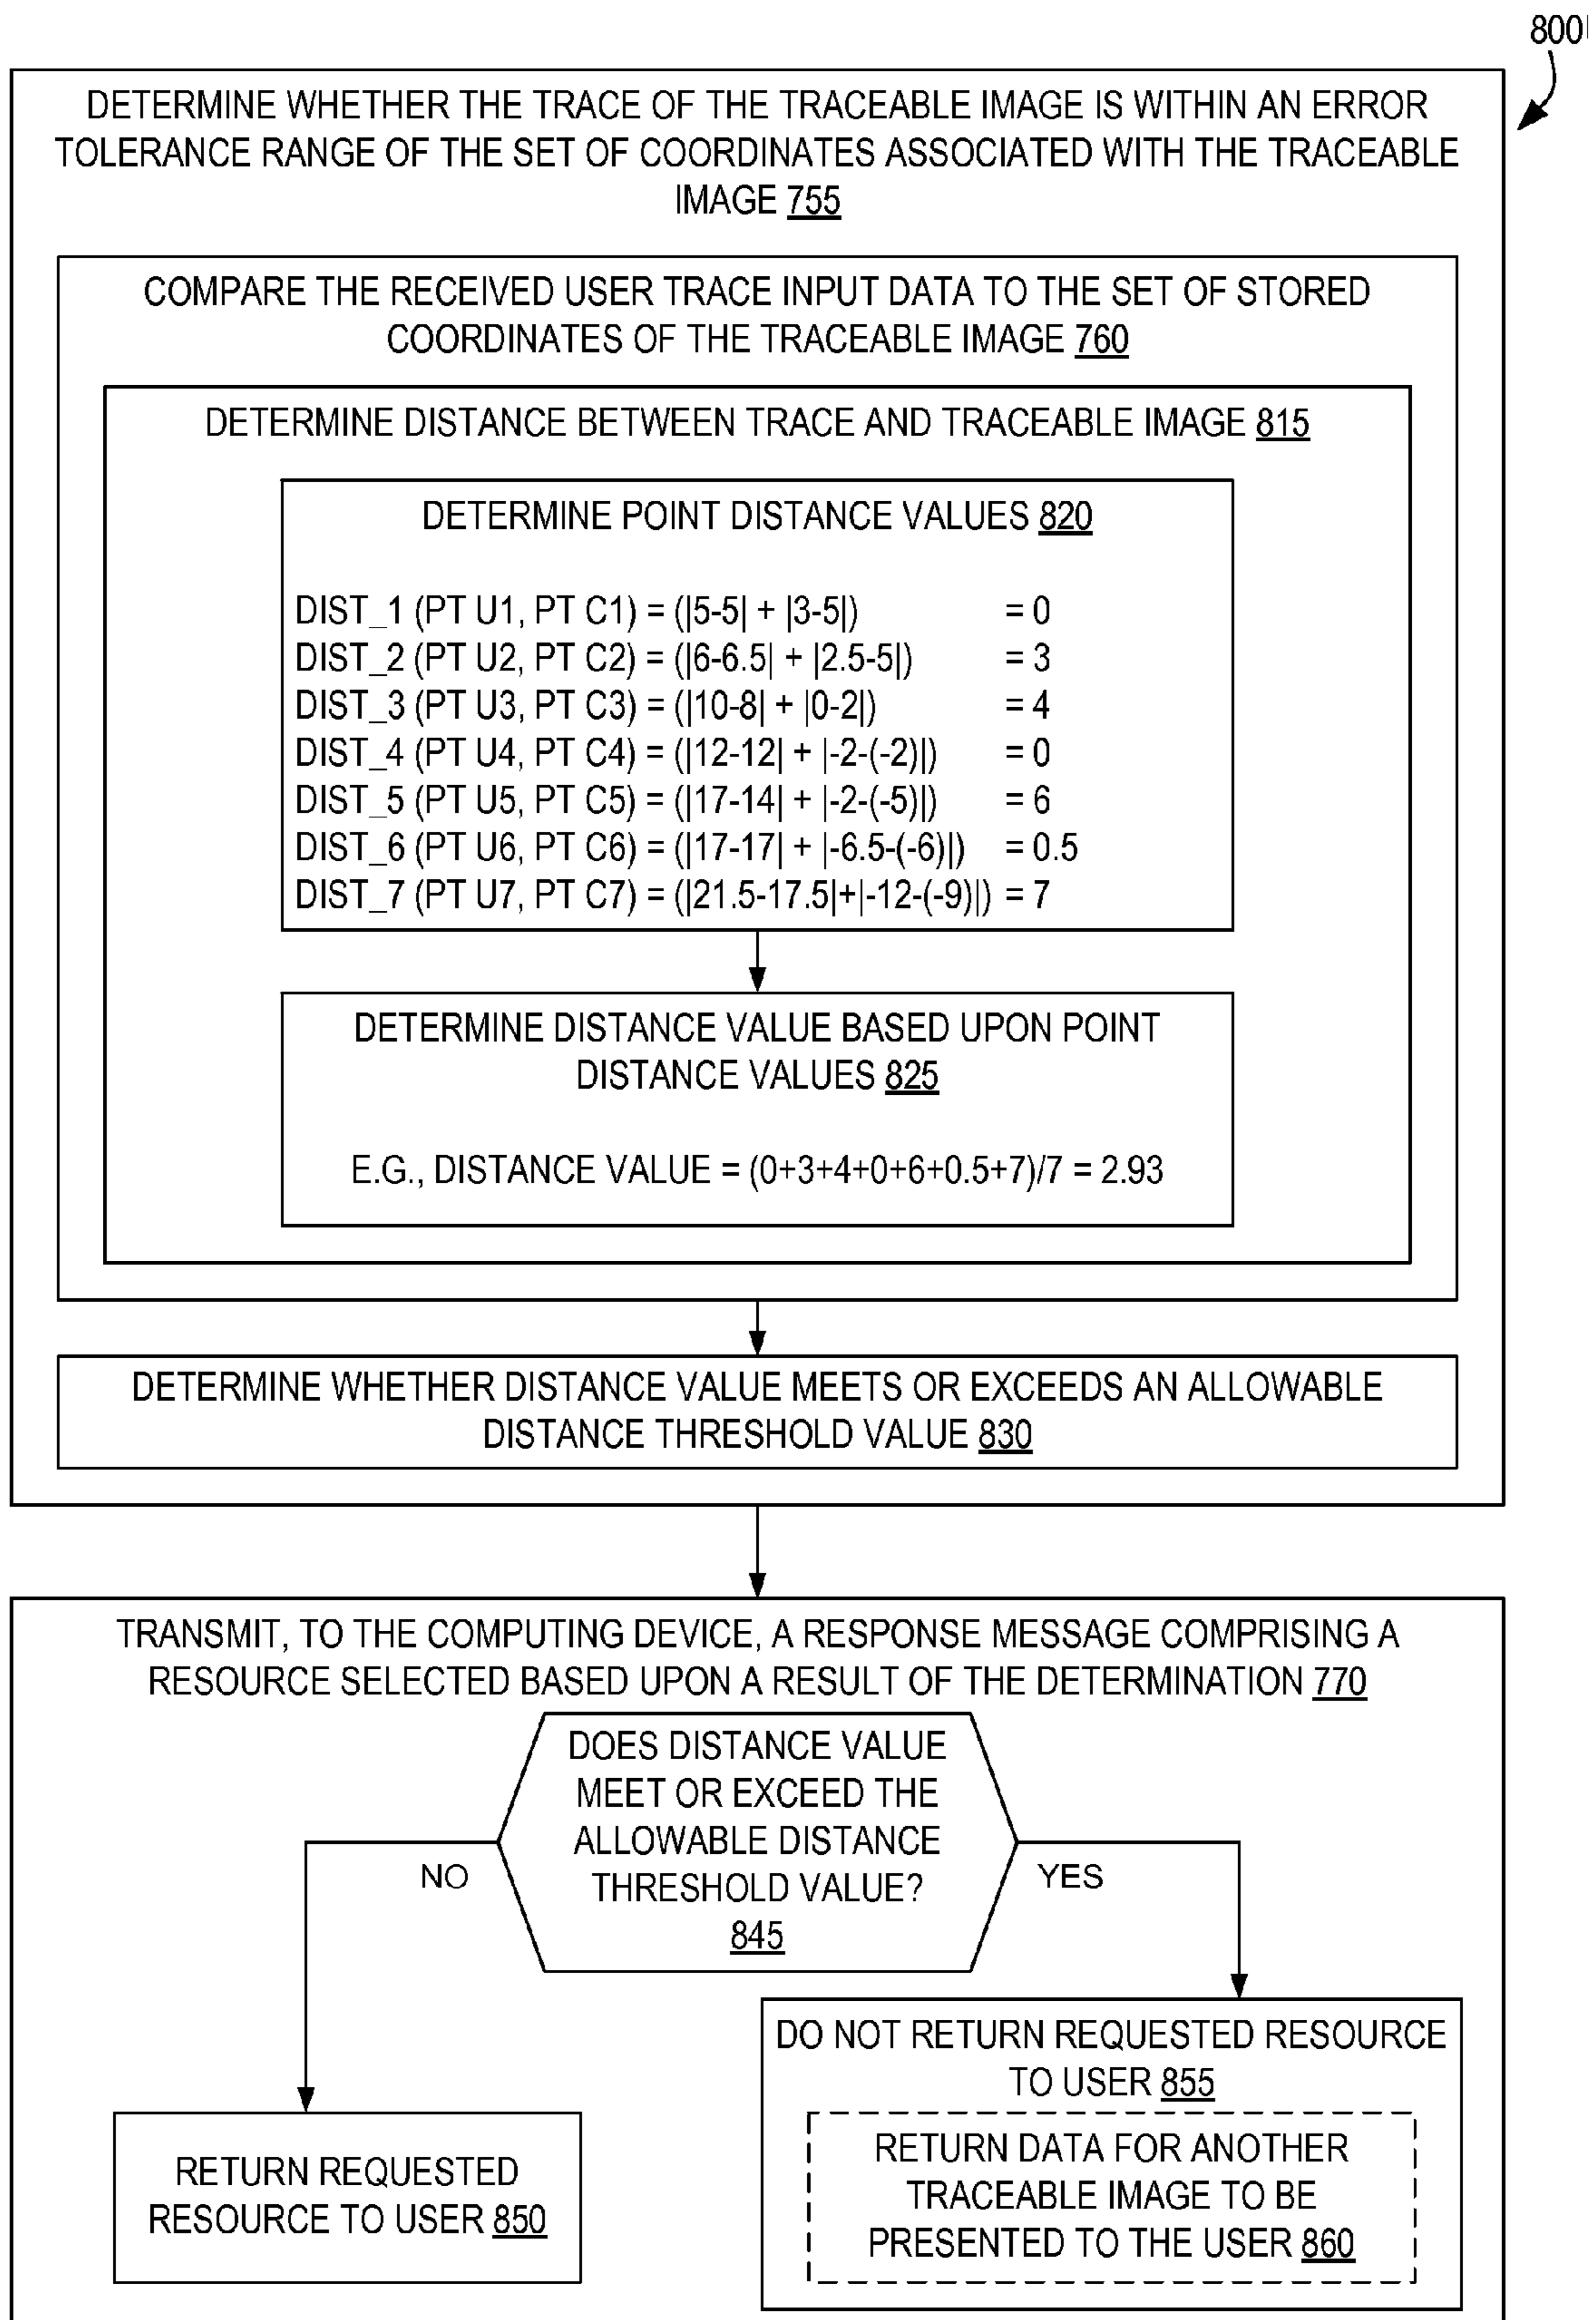 800
DETERMINE WHETHER THE TRACE OF THE TRACEABLE IMAGE IS WITHIN AN ERROR
TOLERANCE RANGE OF THE SET OF COORDINATES ASSOCIATED WITH THE TRACEABLE
IMAGE 755
COMPARE THE RECEIVED USER TRACE INPUT DATA TO THE SET OF STORED
COORDINATES OF THE TRACEABLE IMAGE 760
DETERMINE DISTANCE BETWEEN TRACE AND TRACEABLE IMAGE 815
DETERMINE POINT DISTANCE VALUES 820
DIST_1 (PT U1, PT C1) = (|5-5| + |3-5|) = 0
DIST_2 (PT U2, PT C2) = (|6-6.5| + |2.5-5|) = 3
DIST_3 (PT U3, PT C3) = (|10-8| + |0-2|) = 4
DIST_4 (PT U4, PT C4) = (|12-12| + |-2-(-2)|) = 0
DIST_5 (PT U5, PT C5) = (|17-14| + |-2-(-5)|) = 6
DIST_6 (PT U6, PT C6) = (|17-17| + |-6.5-(-6)|) = 0.5
DIST_7 (PT U7, PT C7) = (|21.5-17.5|+|-12-(-9)|) = 7
DETERMINE DISTANCE VALUE BASED UPON POINT
DISTANCE VALUES 825
E.G., DISTANCE VALUE = (0+3+4+0+6+0.5+7)/7 = 2.93
DETERMINE WHETHER DISTANCE VALUE MEETS OR EXCEEDS AN ALLOWABLE
DISTANCE THRESHOLD VALUE 830
TRANSMIT, TO THE COMPUTING DEVICE, A RESPONSE MESSAGE COMPRISING A
RESOURCE SELECTED BASED UPON A RESULT OF THE DETERMINATION 770
DOES DISTANCE VALUE
MEET OR EXCEED THE
ALLOWABLE DISTANCE
THRESHOLD VALUE?
845
NO
YES
RETURN REQUESTED
RESOURCE TO USER 850
DO NOT RETURN REQUESTED RESOURCE
TO USER 855
RETURN DATA FOR ANOTHER
TRACEABLE IMAGE TO BE
PRESENTED TO THE USER 860